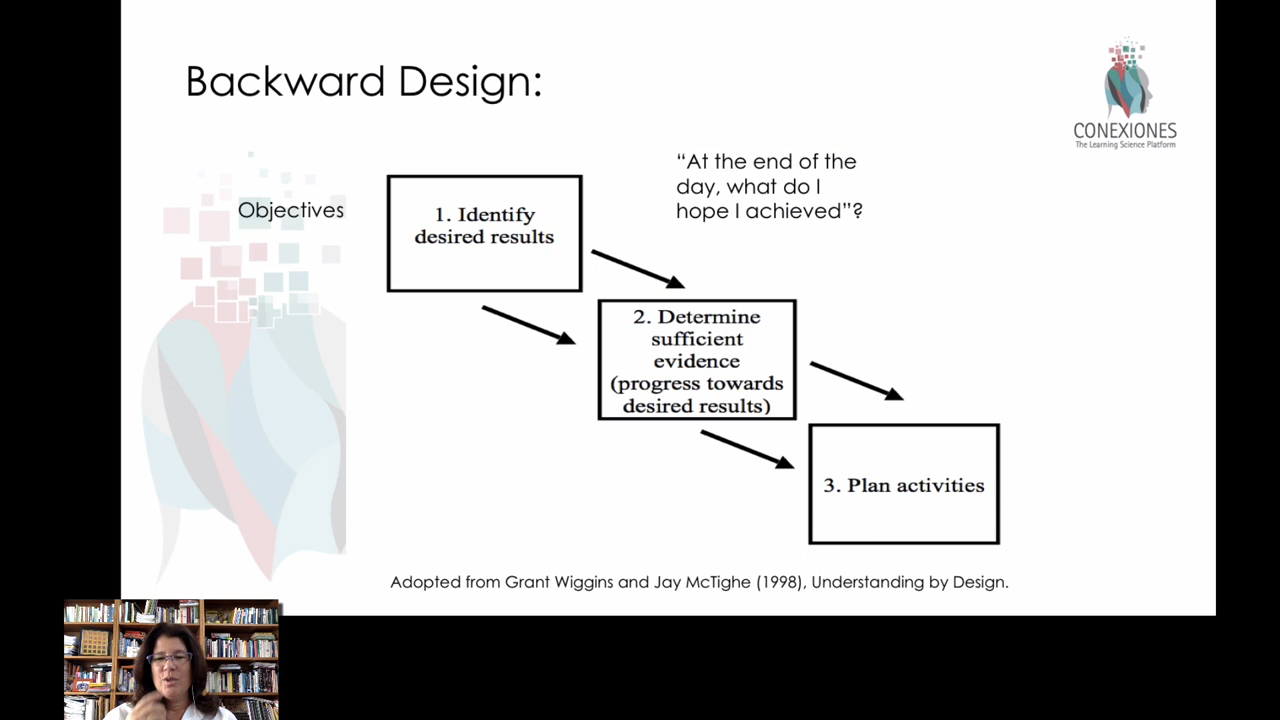 Backward Design:
CONEXIONES
The Learning Science Platform
“At the end of the
day, what do I
hope I achieved”?
Objectives
1. Identify
desired results
2. Determine
sufficient
evidence
(progress towards
desired results)
3. Plan activities
Adopted from Grant Wiggins and Jay McTighe (1998), Understanding by Design.